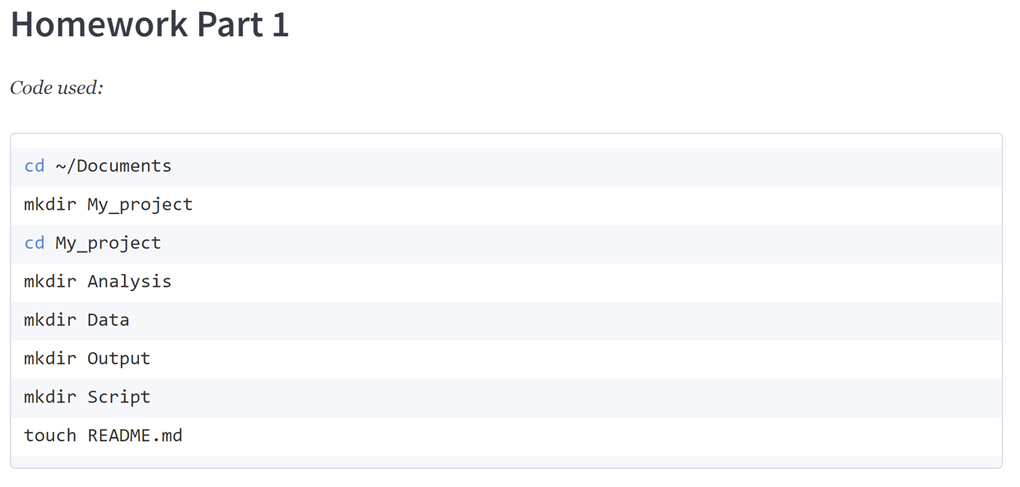 Homework Part 1
Code used:
cd ~/Documents
mkdir My_project
cd My_project
mkdir Analysis
mkdir Data
mkdir Output
mkdir Script
touch README.md